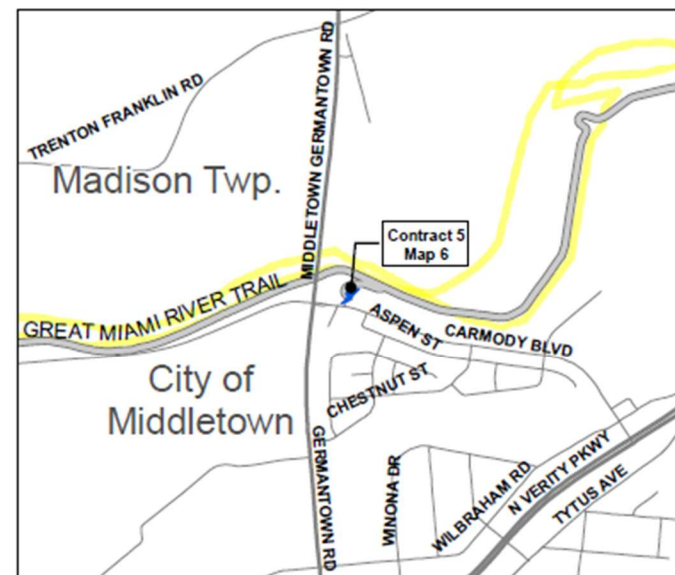 MIDDLETOWN GERMANTOWN RD
TRENTON FRANKLIN RD
Madison Twp.
Contract 5
Map 6
GREAT MIAMI RIVER TRAIL
ASPEN ST
CARMODY BLVD
City of
Middletown
CHESTNUT ST
GERMANTOWN RD
WINONA DR
WILBRAHAM RD
N VERITY PKWY
TYTUS AVE